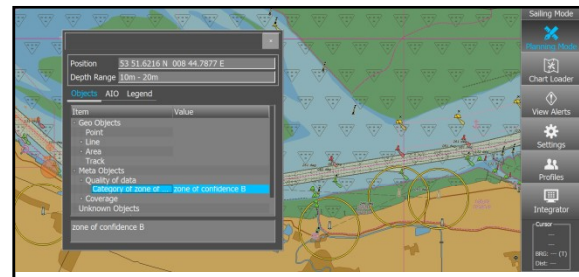 Sailing Mode
Planning Mode
Chart Loader
View Alerts
Settings
Profiles
Integrator
Cursor
BRG: --- (T)
Dist: ---
Position 53 51.6216 N 008 44.7877 E
Depth Range 10m - 20m
Objects AIO Legend
Item Value
Geo Objects
Point
Line
Area
Track
Meta Objects
Quality of data
Category of zone of ... zone of confidence B
Coverage
Unknown Objects
zone of confidence B